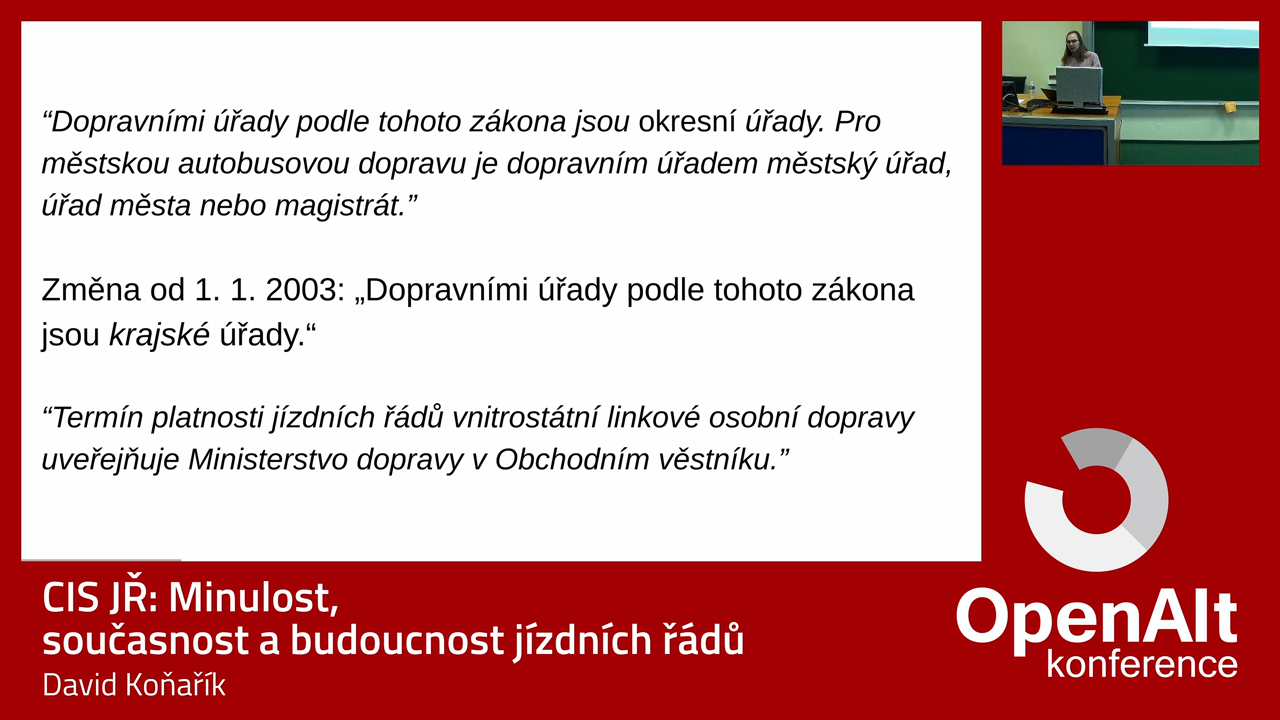 “Dopravními úřady podle tohoto zákona jsou okresní úřady. Pro
městskou autobusovou dopravu je dopravním úřadem městský úřad,
úřad města nebo magistrát.”
Změna od 1. 1. 2003: „Dopravními úřady podle tohoto zákona
jsou krajské úřady.“
“Termín platnosti jízdních řádů vnitrostátní linkové osobní dopravy
uveřejňuje Ministerstvo dopravy v Obchodním věstníku.”
CIS JŘ: Minulost,
současnost a budoucnost jízdních řádů
David Koňařík
OpenAlt
konference